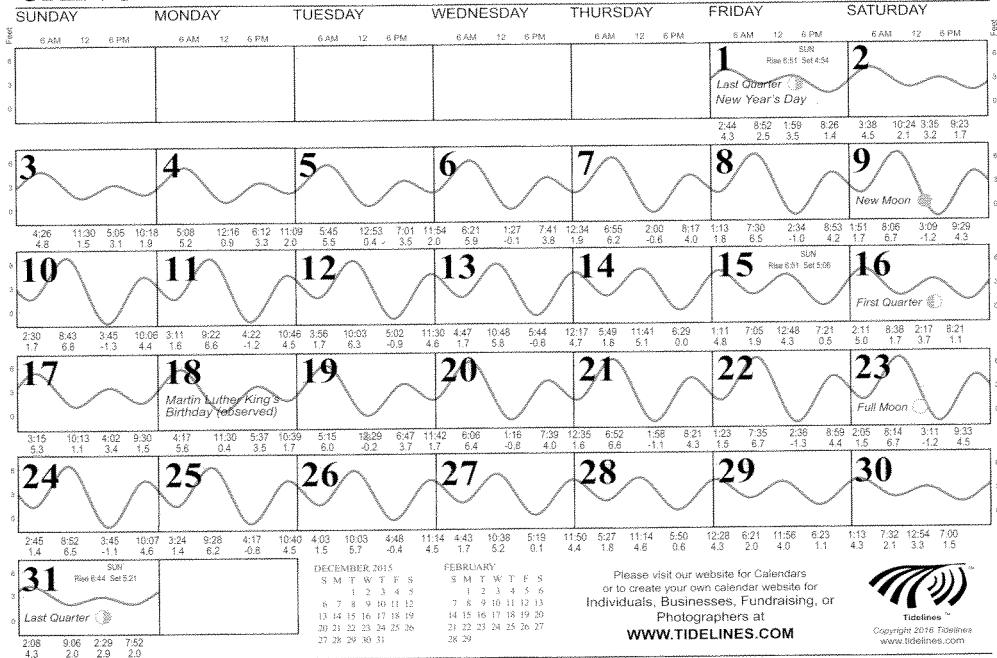 SUNDAY MONDAY TUESDAY WEDNESDAY THURSDAY FRIDAY SATURDAY
Feet 6 AM 12 6 PM 6 AM 12 6 PM 6 AM 12 6 PM 6 AM 12 6 PM 6 AM 12 6 PM 6 AM 12 6 PM 6 AM 12 6 PM Feet
6 3 0
1 SUN Rise 6:51 Set 4:54
Last Quarter
New Year's Day
2
6 3 0
2:44 8:52 1:59 8:26 3:38 10:24 3:35 9:23
4.3 2.5 3.5 1.4 4.5 2.1 3.2 1.7
6 3 0
3 4 5 6 7 8 9
New Moon
6 3 0
4:26 11:30 5:05 10:18 5:08 12:16 6:12 11:09 5:45 12:53 7:01 11:54 6:21 1:27 7:41 12:34 6:55 2:00 8:17 1:13 7:30 2:34 8:53 1:51 8:06 3:09 9:29
4.8 1.5 3.1 1.9 5.2 0.9 3.3 2.0 5.5 0.4 3.5 2.0 5.9 -0.1 3.8 1.9 6.2 -0.6 4.0 1.8 6.5 -1.0 4.2 1.7 6.7 -1.2 4.3
6 3 0
10 11 12 13 14 15 16
SUN
Rise 6:51 Set 5:06
First Quarter
6 3 0
2:30 8:43 3:45 10:06 3:11 9:22 4:22 10:46 3:56 10:03 5:02 11:30 4:47 10:48 5:44 12:17 5:49 11:41 6:29 1:11 7:05 12:48 7:21 2:11 8:38 2:17 8:21
1.7 6.8 -1.3 4.4 1.6 6.6 -1.2 4.5 1.7 6.3 -0.9 4.6 1.7 5.8 -0.6 4.7 1.8 5.1 0.0 4.8 1.9 4.3 0.5 5.0 1.7 3.7 1.1
6 3 0
17 18 19 20 21 22 23
Martin Luther King's
Birthday (observed)
Full Moon
6 3 0
3:15 10:13 4:02 9:30 4:17 11:30 5:37 10:39 5:15 12:29 6:47 11:42 6:06 1:16 7:39 12:35 6:52 1:58 8:21 1:23 7:35 2:36 8:59 2:05 8:14 3:11 9:33
5.3 1.1 3.4 1.5 5.6 0.4 3.5 1.7 6.0 -0.2 3.7 1.7 6.4 -0.8 4.0 1.6 6.6 -1.1 4.3 1.5 6.7 -1.3 4.4 1.5 6.7 -1.2 4.5
6 3 0
24 25 26 27 28 29 30
6 3 0
2:45 8:52 3:45 10:07 3:24 9:28 4:17 10:40 4:03 10:03 4:48 11:14 4:43 10:38 5:19 11:50 5:27 11:14 5:50 12:28 6:21 11:56 6:23 1:13 7:32 12:54 7:00
1.4 6.5 -1.1 4.6 1.4 6.2 -0.8 4.5 1.5 5.7 -0.4 4.5 1.7 5.2 0.1 4.4 1.8 4.6 0.6 4.3 2.0 4.0 1.1 4.3 2.1 3.3 1.5
6 3 0
31 SUN
Rise 6:44 Set 5:21
Last Quarter
2:08 9:06 2:29 7:52
4.3 2.0 2.9 2.0
DECEMBER, 2015
S M T W T F S
1 2 3 4 5
6 7 8 9 10 11 12
13 14 15 16 17 18 19
20 21 22 23 24 25 26
27 28 29 30 31
FEBRUARY
S M T W T F S
1 2 3 4 5 6
7 8 9 10 11 12 13
14 15 16 17 18 19 20
21 22 23 24 25 26 27
28 29
Please visit our website for Calendars
or to create your own calendar website for
Individuals, Businesses, Fundraising, or
Photographers at
WWW.TIDELINES.COM
Tidelines
Copyright 2016 Tidelines
www.tidelines.com